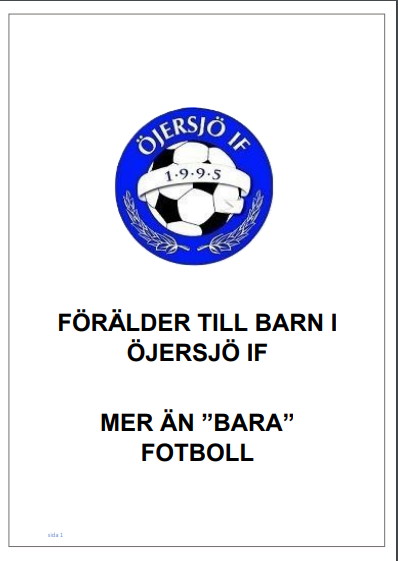 ÖJERSJÖ IF
1·9·9·5
FÖRÄLDER TILL BARN I
ÖJERSJÖ IF
MER ÄN ”BARA”
FOTBOLL
sida 1